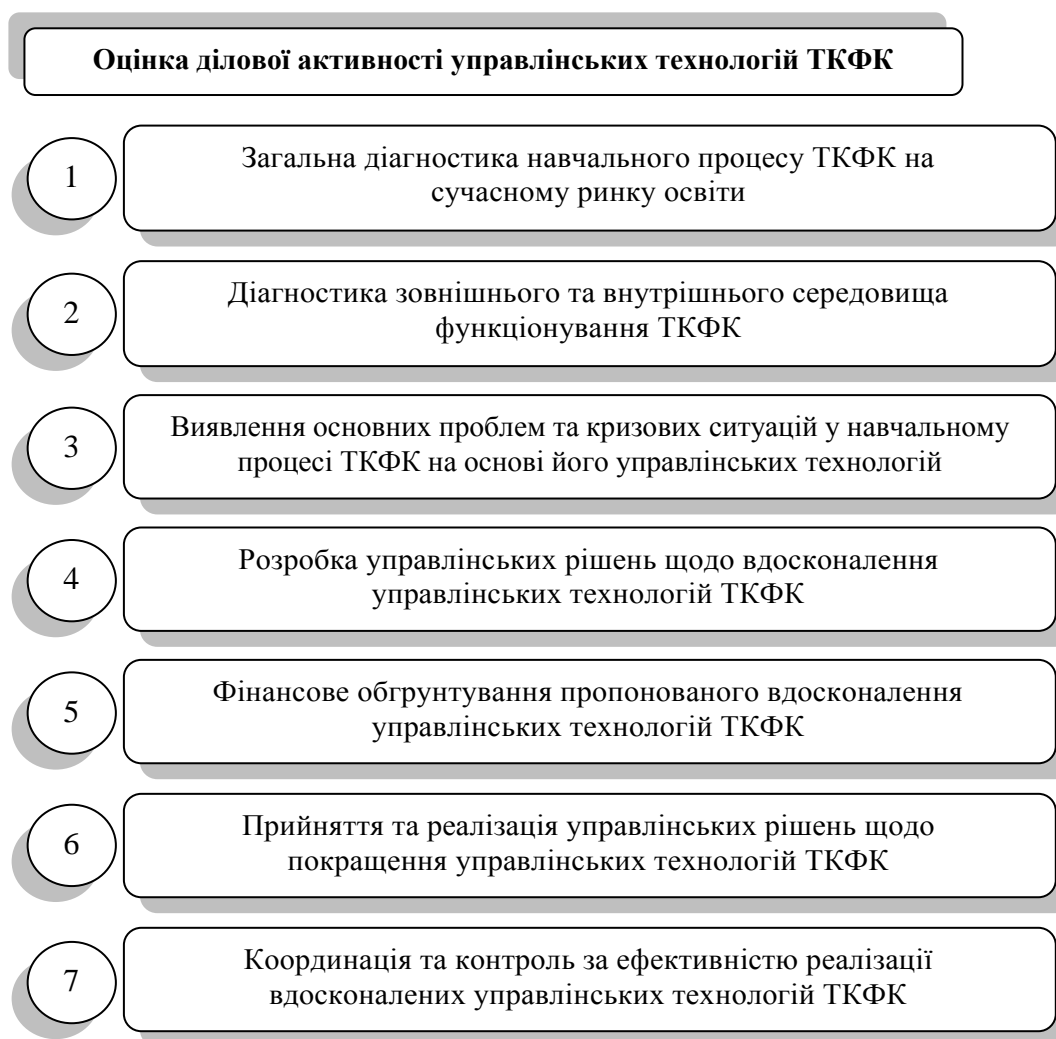 Оцінка ділової активності управлінських технологій ТКФК
1
Загальна діагностика навчального процесу ТКФК на
сучасному ринку освіти
2
Діагностика зовнішнього та внутрішнього середовища
функціонування ТКФК
3
Виявлення основних проблем та кризових ситуацій у навчальному
процесі ТКФК на основі його управлінських технологій
4
Розробка управлінських рішень щодо вдосконалення
управлінських технологій ТКФК
5
Фінансове обгрунтування пропонованого вдосконалення
управлінських технологій ТКФК
6
Прийняття та реалізація управлінських рішень щодо
покращення управлінських технологій ТКФК
7
Координація та контроль за ефективністю реалізації
вдосконалених управлінських технологій ТКФК